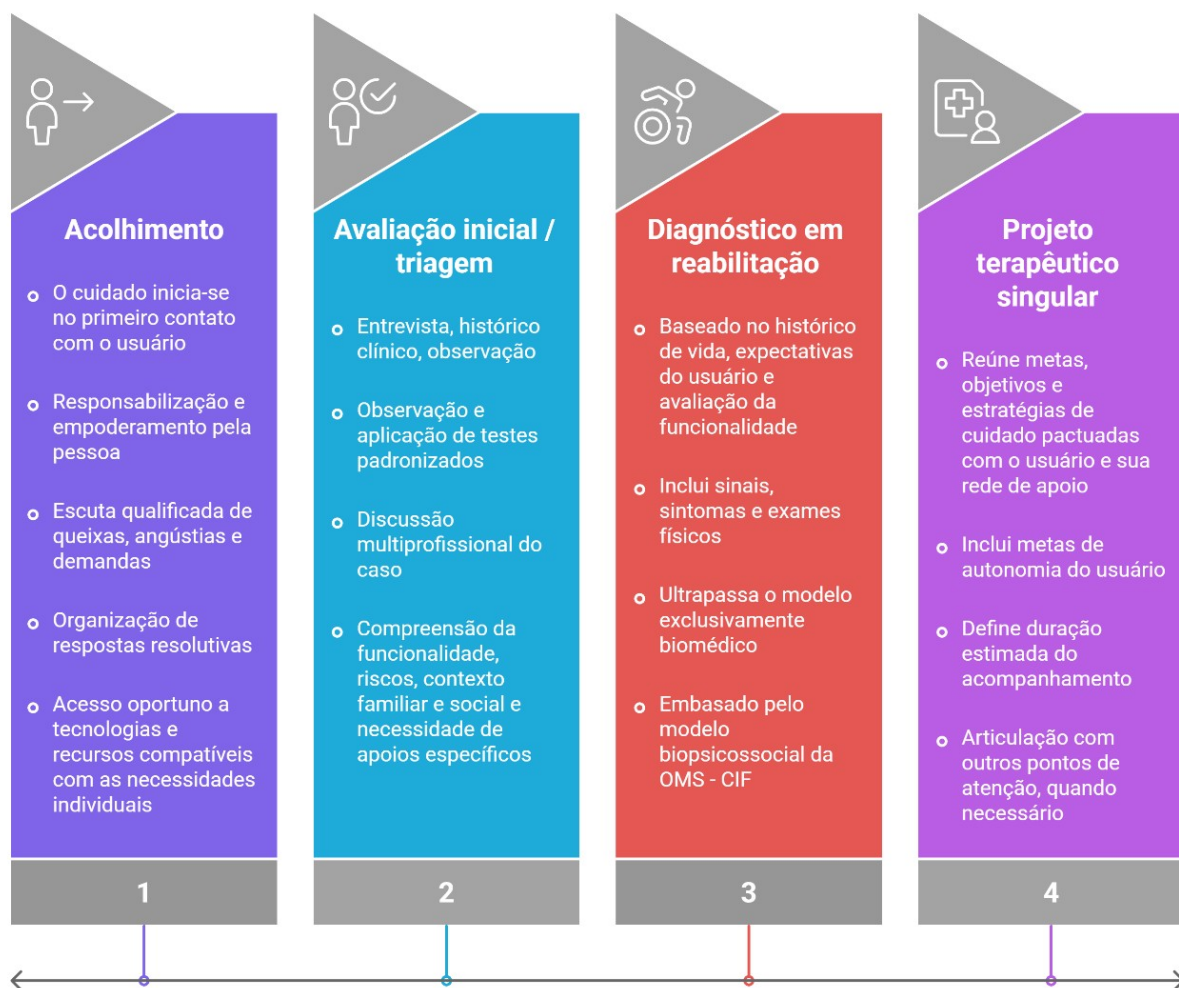 Acolhimento
O cuidado inicia-se
no primeiro contato
com o usuário
Responsabilização e
empoderamento pela
pessoa
Escuta qualificada de
queixas, angústias e
demandas
Organização de
respostas resolutivas
Acesso oportuno a
tecnologias e
recursos compatíveis
com as necessidades
individuais
1
Avaliação inicial /
triagem
Entrevista, histórico
clínico, observação
Observação e
aplicação de testes
padronizados
Discussão
multiprofissional do
caso
Compreensão da
funcionalidade,
riscos, contexto
familiar e social e
necessidade de
apoios específicos
2
Diagnóstico em
reabilitação
Baseado no histórico
de vida, expectativas
do usuário e
avaliação da
funcionalidade
Inclui sinais,
sintomas e exames
físicos
Ultrapassa o modelo
exclusivamente
biomédico
Embasado pelo
modelo
biopsicossocial da
OMS - CIF
3
Projeto
terapêutico
singular
Reúne metas,
objetivos e
estratégias de
cuidado pactuadas
com o usuário e sua
rede de apoio
Inclui metas de
autonomia do usuário
Define duração
estimada do
acompanhamento
Articulação com
outros pontos de
atenção, quando
necessário
4